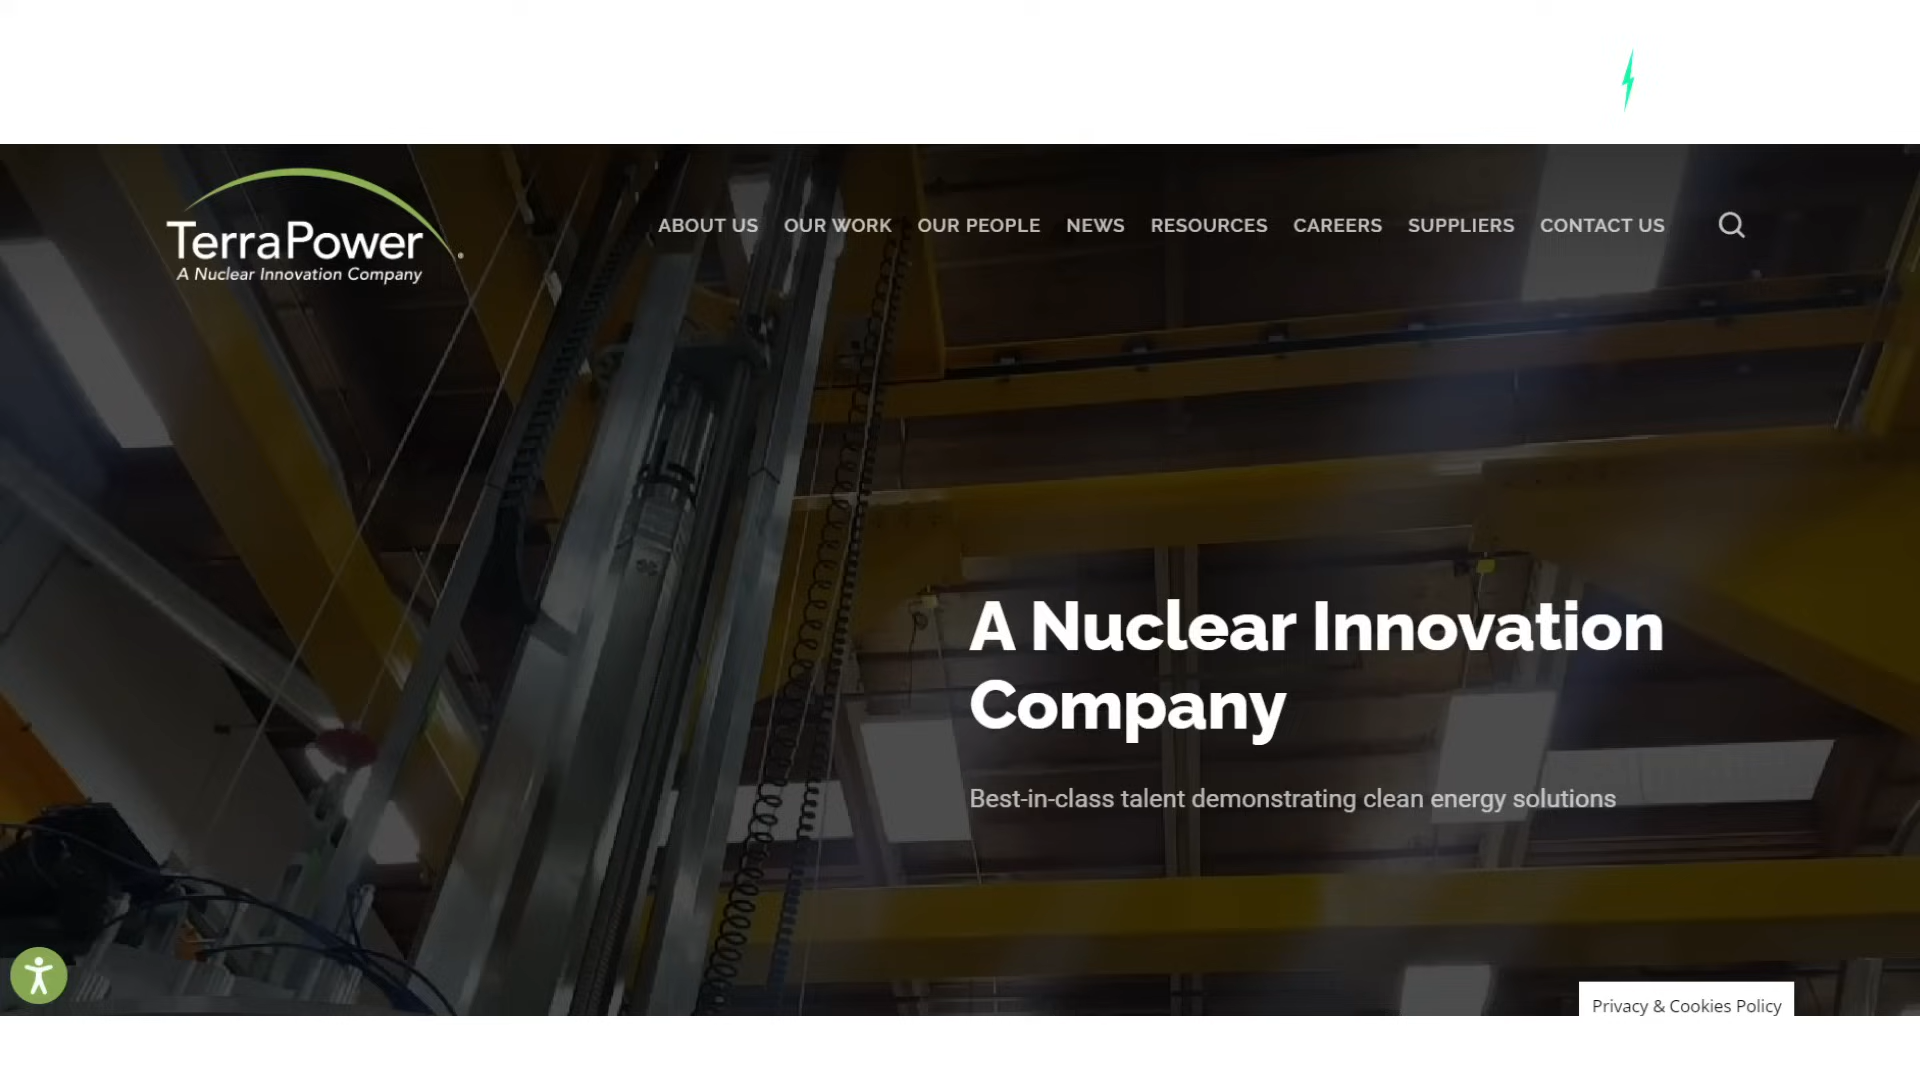 TerraPower®
A Nuclear Innovation Company
ABOUT US OUR WORK OUR PEOPLE NEWS RESOURCES CAREERS SUPPLIERS CONTACT US
A Nuclear Innovation
Company
Best-in-class talent demonstrating clean energy solutions
Privacy & Cookies Policy